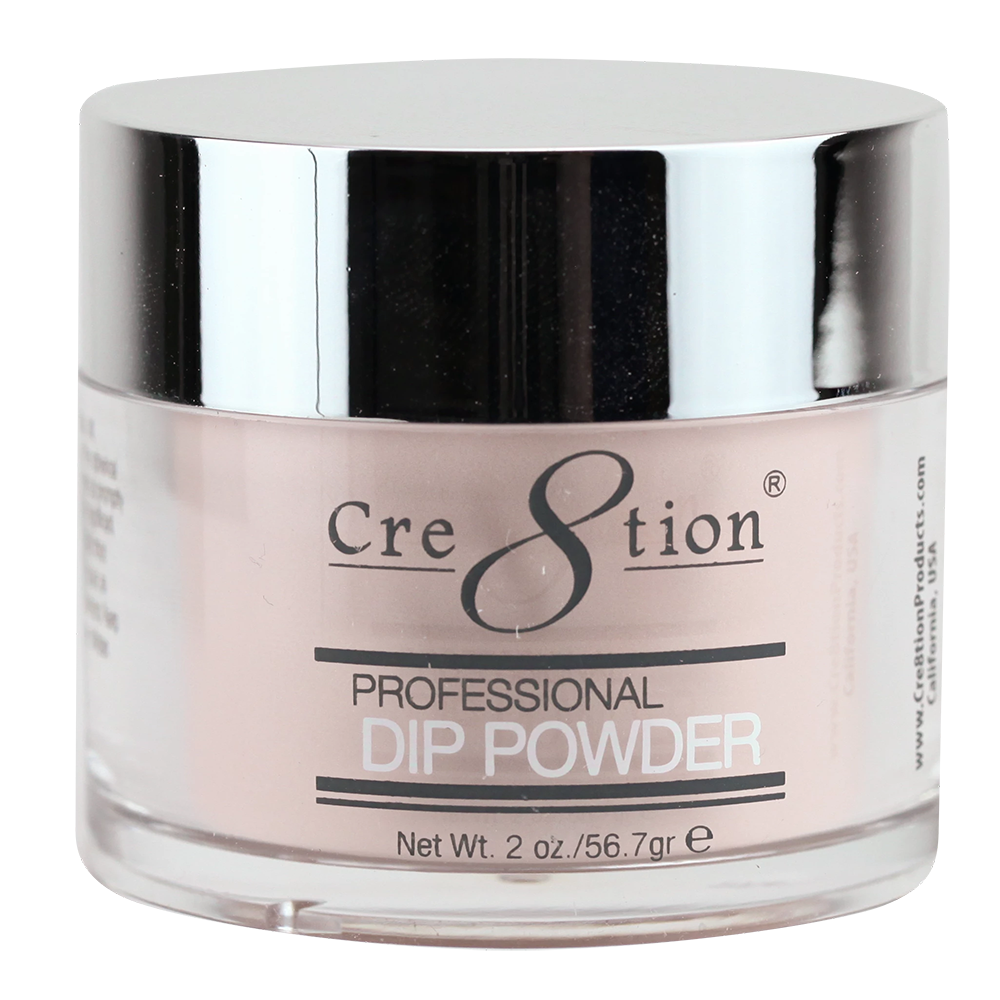 Cre8tion®
PROFESSIONAL
DIP POWDER
Net Wt. 2 oz./56.7gr ℮
www.Cre8tionProducts.com
California, USA